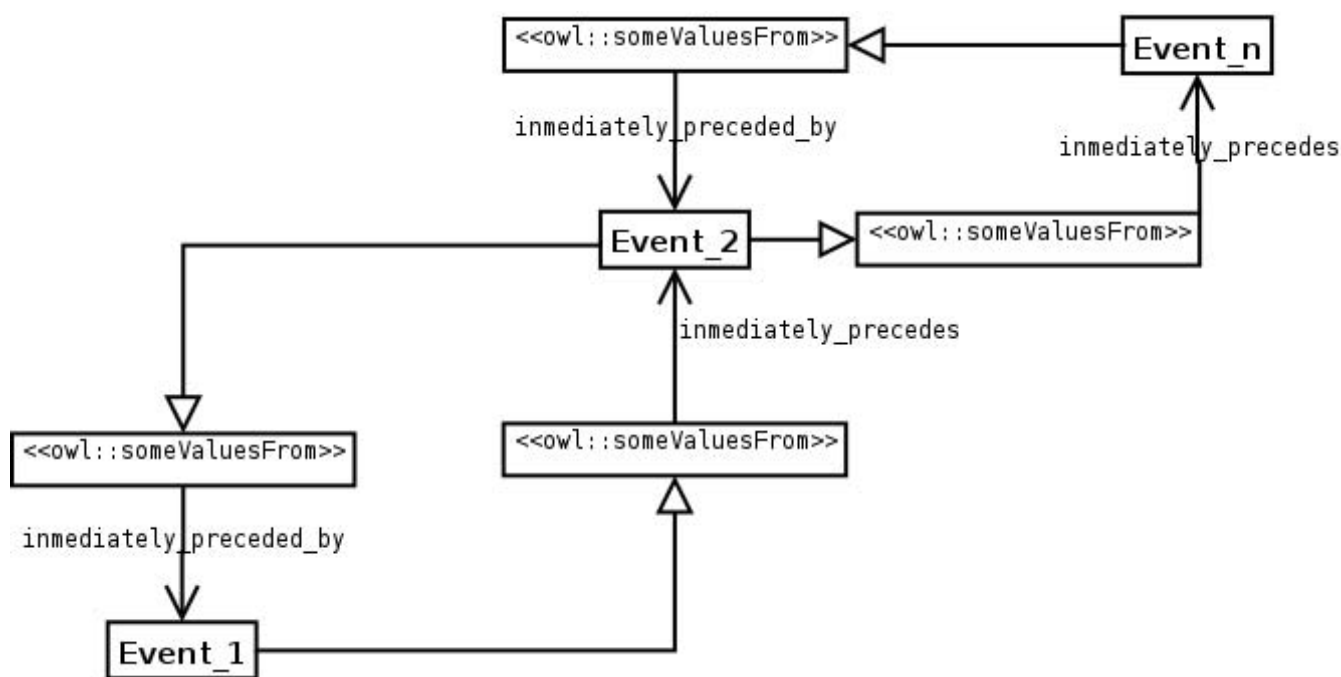 <<owl::someValuesFrom>>
Event_n
inmediately_preceded_by
inmediately_precedes
Event_2
<<owl::someValuesFrom>>
inmediately_precedes
<<owl::someValuesFrom>>
<<owl::someValuesFrom>>
inmediately_preceded_by
Event_1